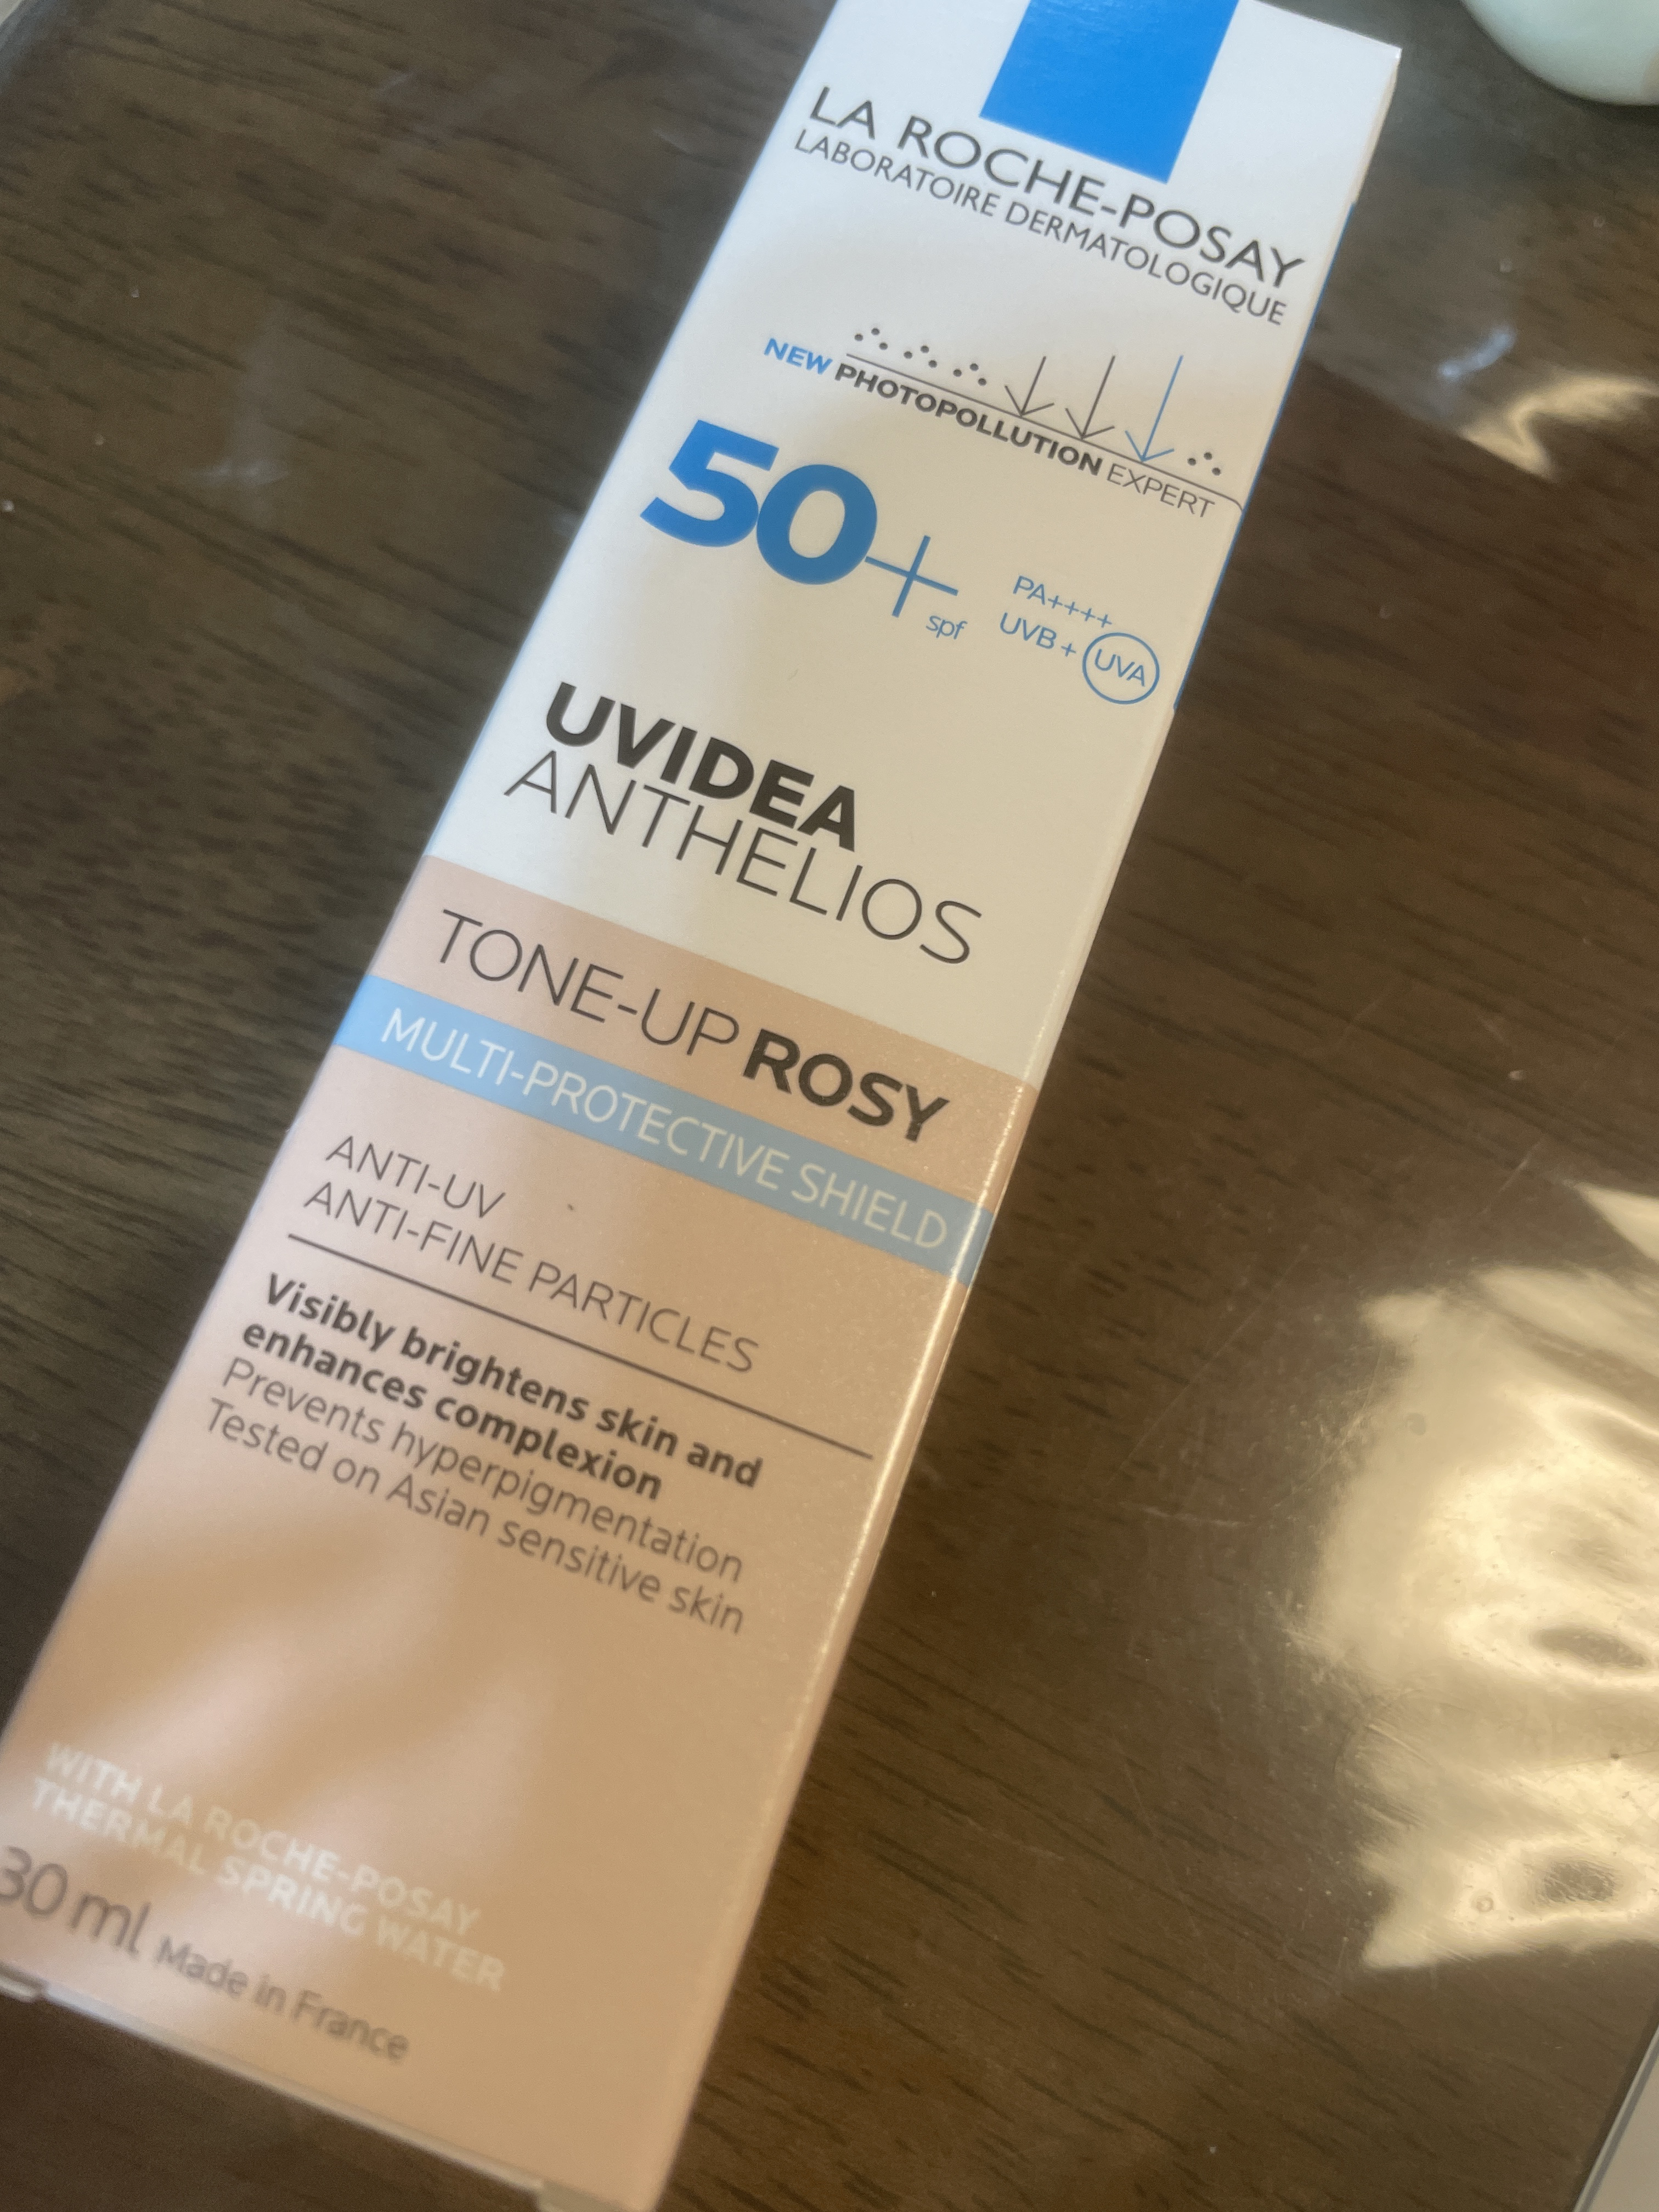 LA ROCHE-POSAY
LABORATOIRE DERMATOLOGIQUE
NEW PHOTOPOLLUTION EXPERT
50+ spf
PA++++
UVB + UVA
UVIDEA
ANTHELIOS
TONE-UP ROSY
MULTI-PROTECTIVE SHIELD
ANTI-UV
ANTI-FINE PARTICLES
Visibly brightens skin and
enhances complexion
Prevents hyperpigmentation
Tested on Asian sensitive skin
WITH LA ROCHE-POSAY
THERMAL SPRING WATER
30 ml Made in France